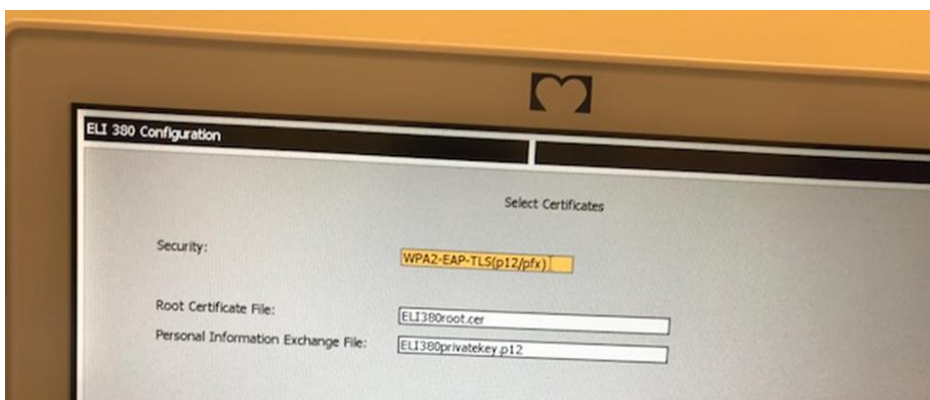 ELI 380 Configuration
Select Certificates
Security: WPA2-EAP-TLS(p12/pfx)
Root Certificate File: ELI380root.cer
Personal Information Exchange File: ELI380privatekey.p12